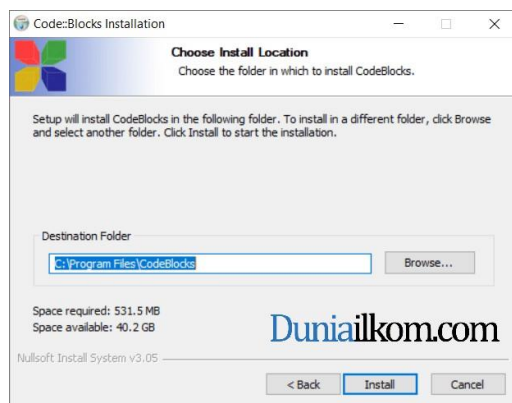 Code::Blocks Installation
Choose Install Location
Choose the folder in which to install CodeBlocks.
Setup will install CodeBlocks in the following folder. To install in a different folder, click Browse
and select another folder. Click Install to start the installation.
Destination Folder
C:\Program Files\CodeBlocks
Browse...
Space required: 531.5 MB
Space available: 40.2 GB
Duniailkom.com
Nullsoft Install System v3.05
< Back
Install
Cancel